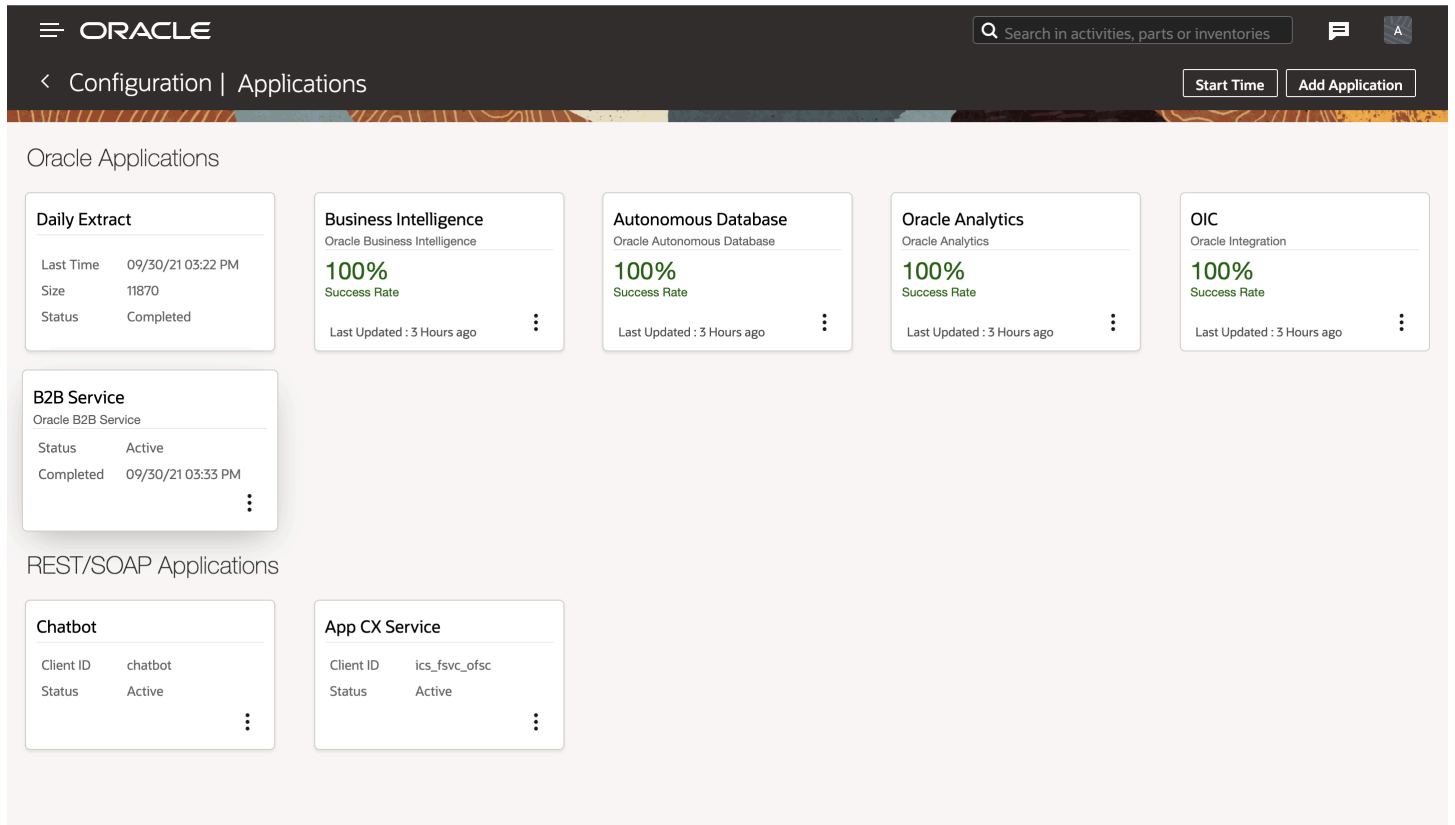 ORACLE
Search in activities, parts or inventories
A
Configuration | Applications
Start Time
Add Application
Oracle Applications
Daily Extract
Last Time 09/30/21 03:22 PM
Size 11870
Status Completed
Business Intelligence
Oracle Business Intelligence
100%
Success Rate
Last Updated : 3 Hours ago
Autonomous Database
Oracle Autonomous Database
100%
Success Rate
Last Updated : 3 Hours ago
Oracle Analytics
Oracle Analytics
100%
Success Rate
Last Updated : 3 Hours ago
OIC
Oracle Integration
100%
Success Rate
Last Updated : 3 Hours ago
B2B Service
Oracle B2B Service
Status Active
Completed 09/30/21 03:33 PM
REST/SOAP Applications
Chatbot
Client ID chatbot
Status Active
App CX Service
Client ID ics_fsvc_ofsc
Status Active